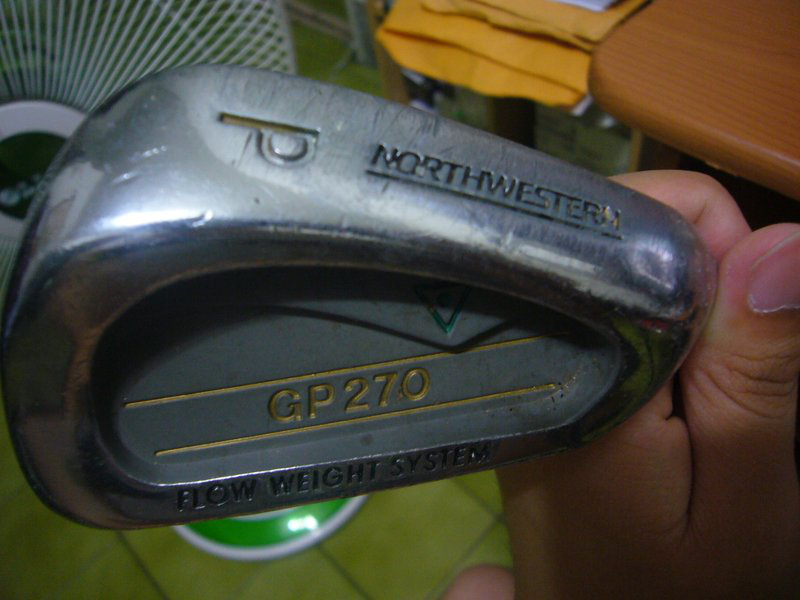 P
NORTHWESTERN
GP270
FLOW WEIGHT SYSTEM